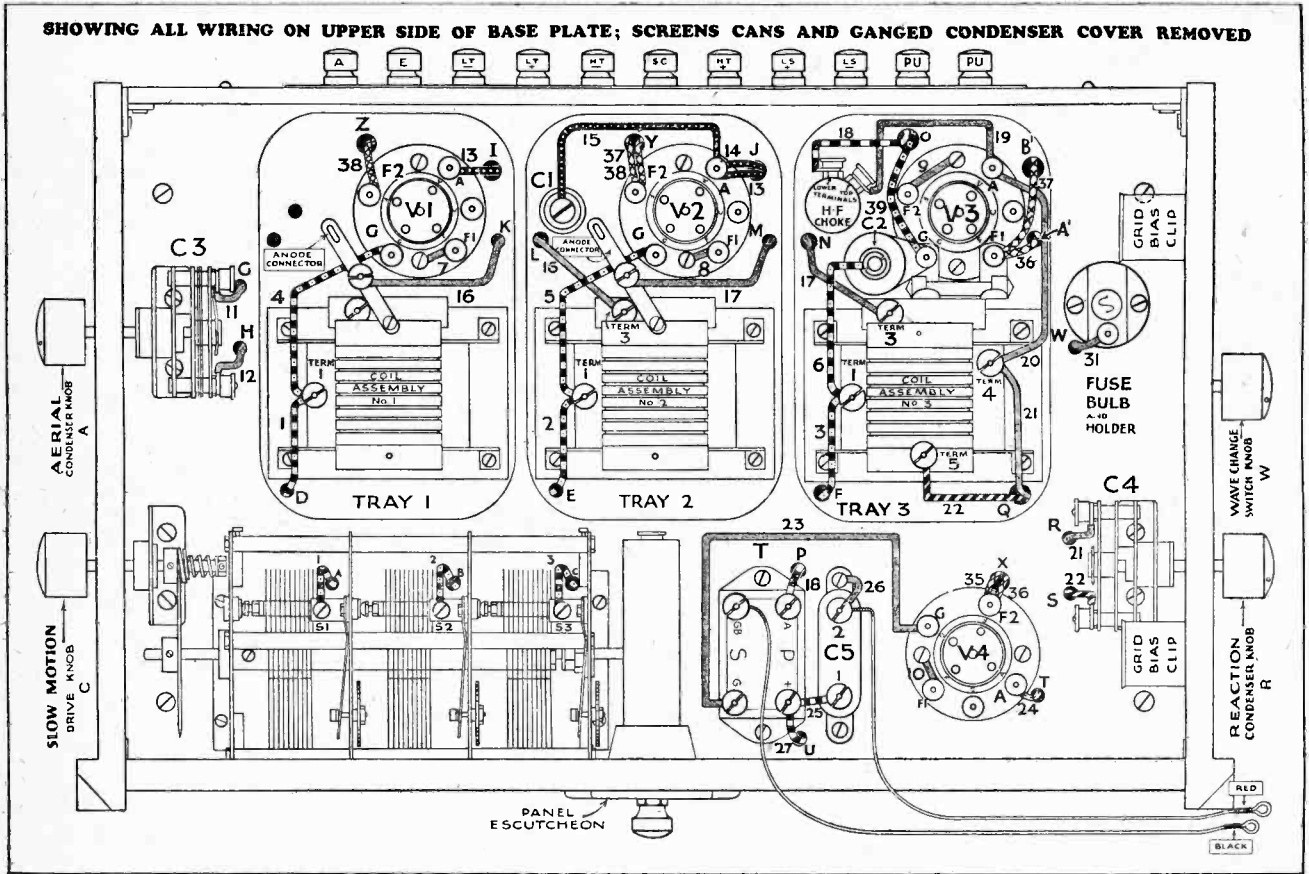 SHOWING ALL WIRING ON UPPER SIDE OF BASE PLATE; SCREENS CANS AND GANGED CONDENSER COVER REMOVED
A
E
LT
-
LT
+
HT
-
SC
HT
+
LS
+
LS
-
PU
PU
Z
38
F2
13
I
A
Vo1
G
F1
7
K
ANODE
CONNECTOR
4
16
TERM
1
COIL
ASSEMBLY
No. 1
1
D
TRAY 1
15
Y
37
38
F2
14
J
13
A
C1
Vo2
G
F1
8
M
L
ANODE
CONNECTOR
16
5
17
TERM
3
TERM
1
COIL
ASSEMBLY
No. 2
2
E
TRAY 2
18
O
19
B'
LOWER TOP
TERMINALS
H·F
CHOKE
39
9
F2
A
37
C2
Vo3
G
F1
A'
36
N
17
TERM
3
6
TERM
1
COIL
ASSEMBLY
No 3
TERM
4
20
21
3
TERM
5
F
TRAY 3
22
Q
GRID
BIAS
CLIP
W
31
FUSE
BULB
AND
HOLDER
C3
G
11
H
12
AERIAL
CONDENSER KNOB
A
SLOW MOTION
DRIVE KNOB
C
WAVE CHANGE
SWITCH KNOB
W
REACTION
CONDENSER KNOB
R
C4
R
21
22
S
GRID
BIAS
CLIP
1
A
2
B
3
C
S1
S2
S3
23
T
P
18
26
GB
A
2
S
P
C5
G
+
1
25
27
U
X
35
36
G
F2
Vo4
10
F1
A
T
24
PANEL
ESCUTCHEON
RED
BLACK